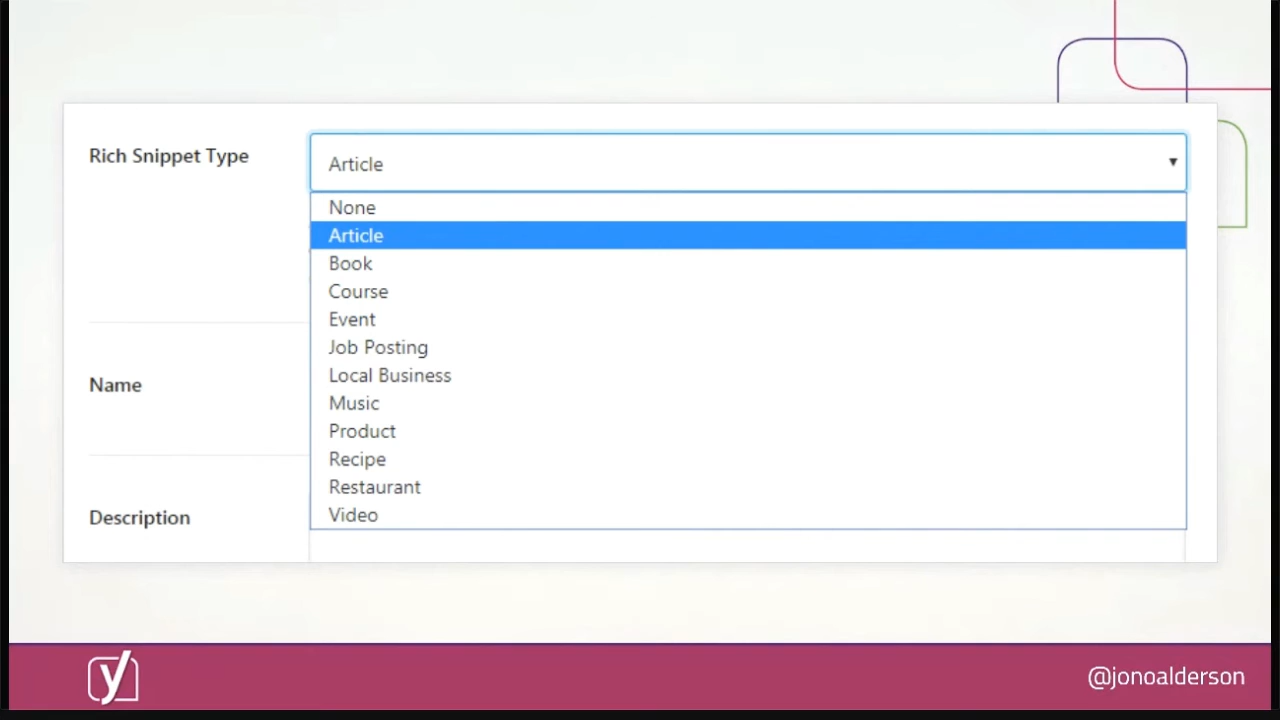 Rich Snippet Type
Article
None
Article
Book
Course
Event
Job Posting
Local Business
Music
Product
Recipe
Restaurant
Video
Name
Description
y
@jonoalderson